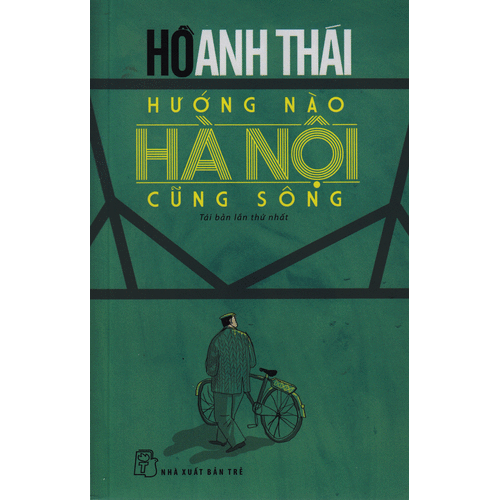 HỒ ANH THÁI
HƯỚNG NÀO
HÀ NỘI
CŨNG SÔNG
Tái bản lần thứ nhất
NHÀ XUẤT BẢN TRẺ